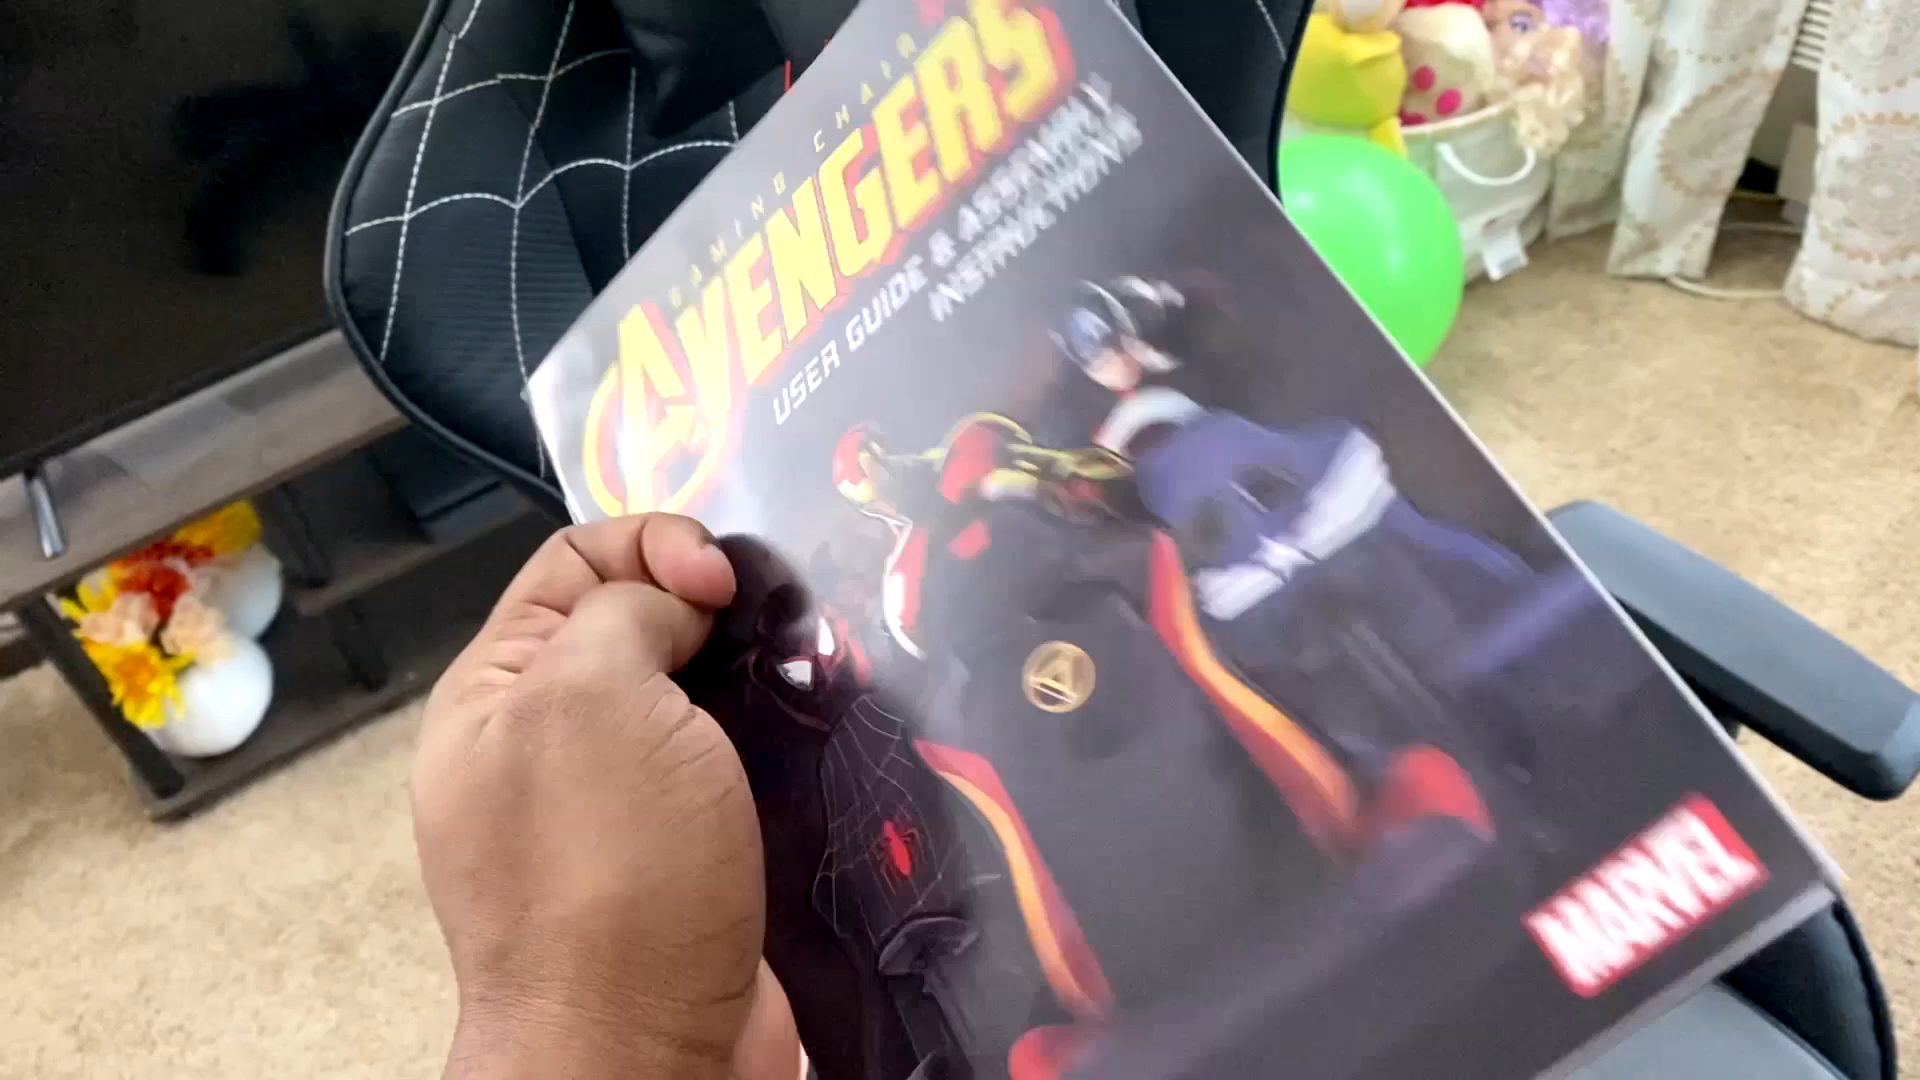 GAMING CHAIR
AVENGERS
USER GUIDE & ASSEMBLY
INSTRUCTIONS
MARVEL